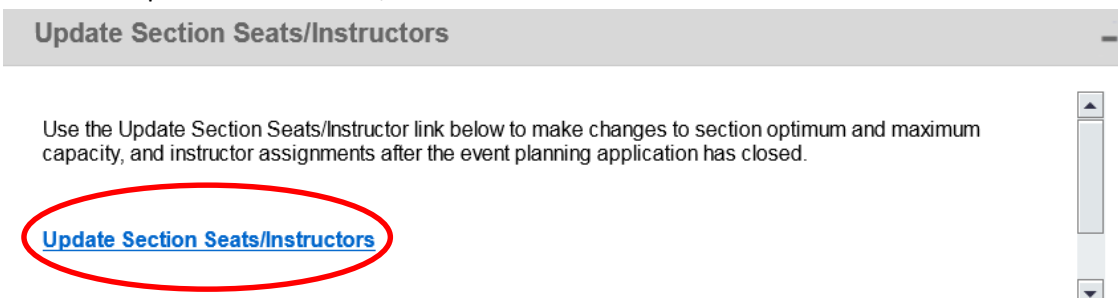 Update Section Seats/Instructors
Use the Update Section Seats/Instructor link below to make changes to section optimum and maximum
capacity, and instructor assignments after the event planning application has closed.
Update Section Seats/Instructors